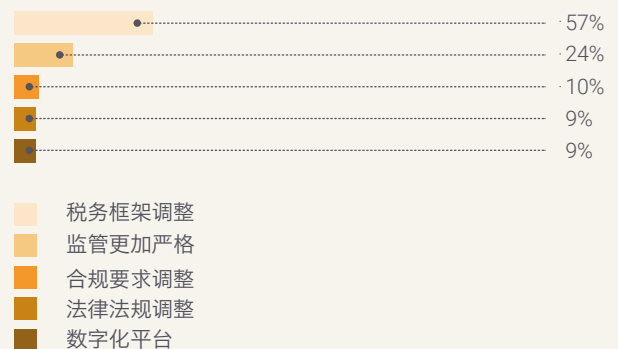 57%
24%
10%
9%
9%
税务框架调整
监管更加严格
合规要求调整
法律法规调整
数字化平台